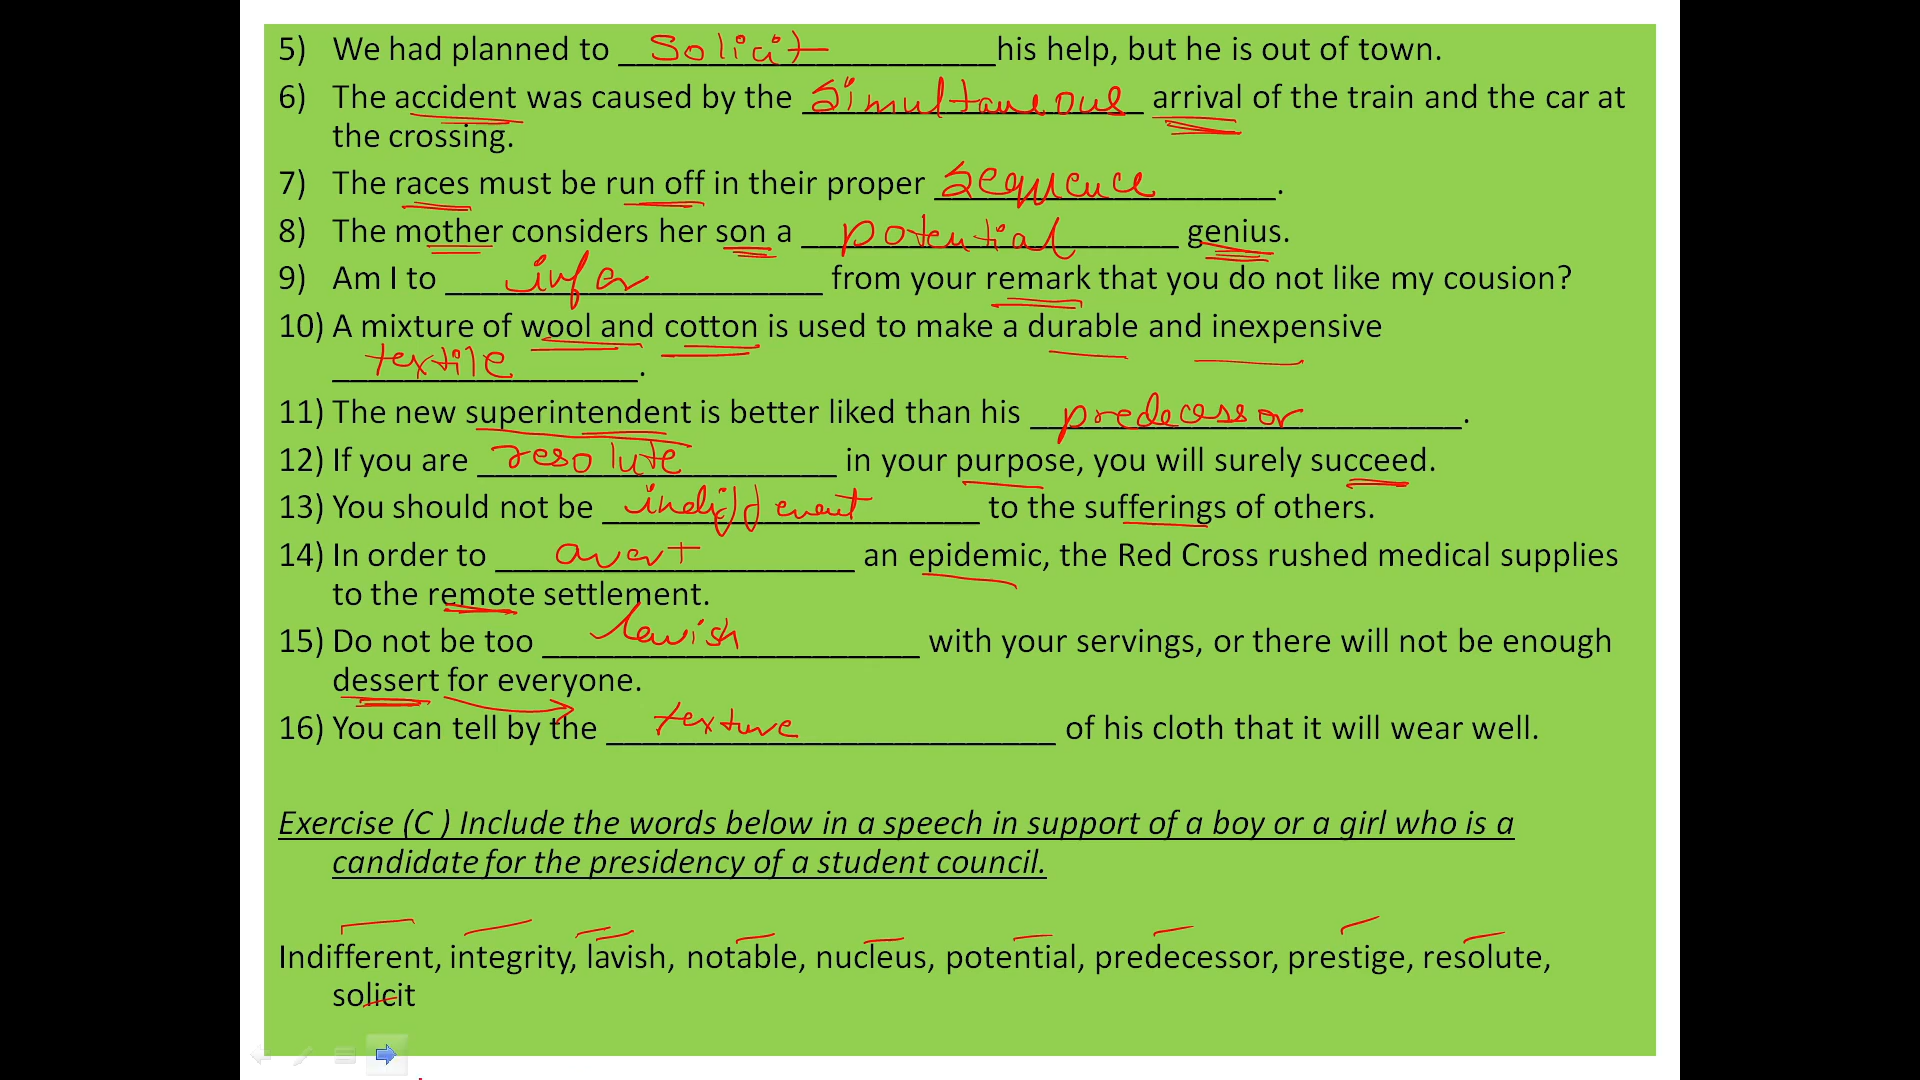 5) We had planned to solicit his help, but he is out of town.
6) The accident was caused by the simultaneous arrival of the train and the car at
the crossing.
7) The races must be run off in their proper sequence.
8) The mother considers her son a potential genius.
9) Am I to infer from your remark that you do not like my cousion?
10) A mixture of wool and cotton is used to make a durable and inexpensive
textile.
11) The new superintendent is better liked than his predecessor.
12) If you are resolute in your purpose, you will surely succeed.
13) You should not be indifferent to the sufferings of others.
14) In order to avert an epidemic, the Red Cross rushed medical supplies
to the remote settlement.
15) Do not be too lavish with your servings, or there will not be enough
dessert for everyone.
16) You can tell by the texture of his cloth that it will wear well.
Exercise (C ) Include the words below in a speech in support of a boy or a girl who is a
candidate for the presidency of a student council.
Indifferent, integrity, lavish, notable, nucleus, potential, predecessor, prestige, resolute,
solicit